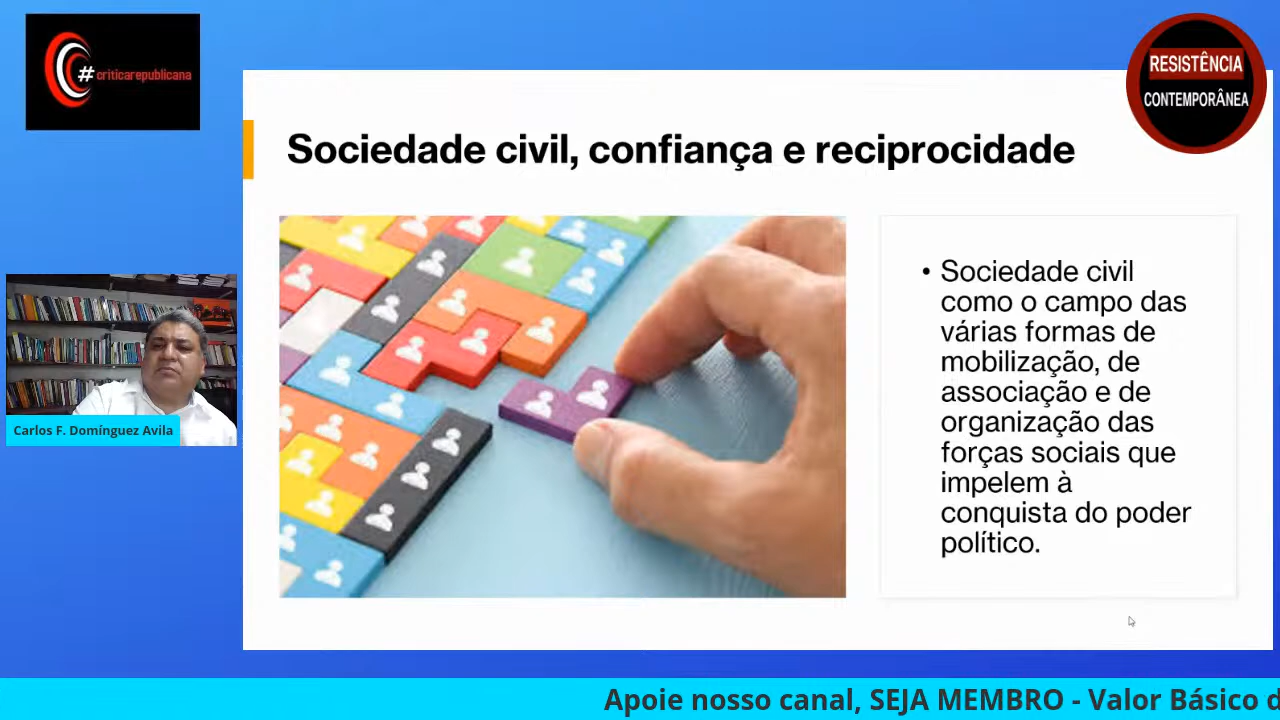 #criticarepublicana
RESISTÊNCIA
CONTEMPORÂNEA
Sociedade civil, confiança e reciprocidade
• Sociedade civil
como o campo das
várias formas de
mobilização, de
associação e de
organização das
forças sociais que
impelem à
conquista do poder
político.
Carlos F. Domínguez Avila
Apoie nosso canal, SEJA MEMBRO - Valor Básico d